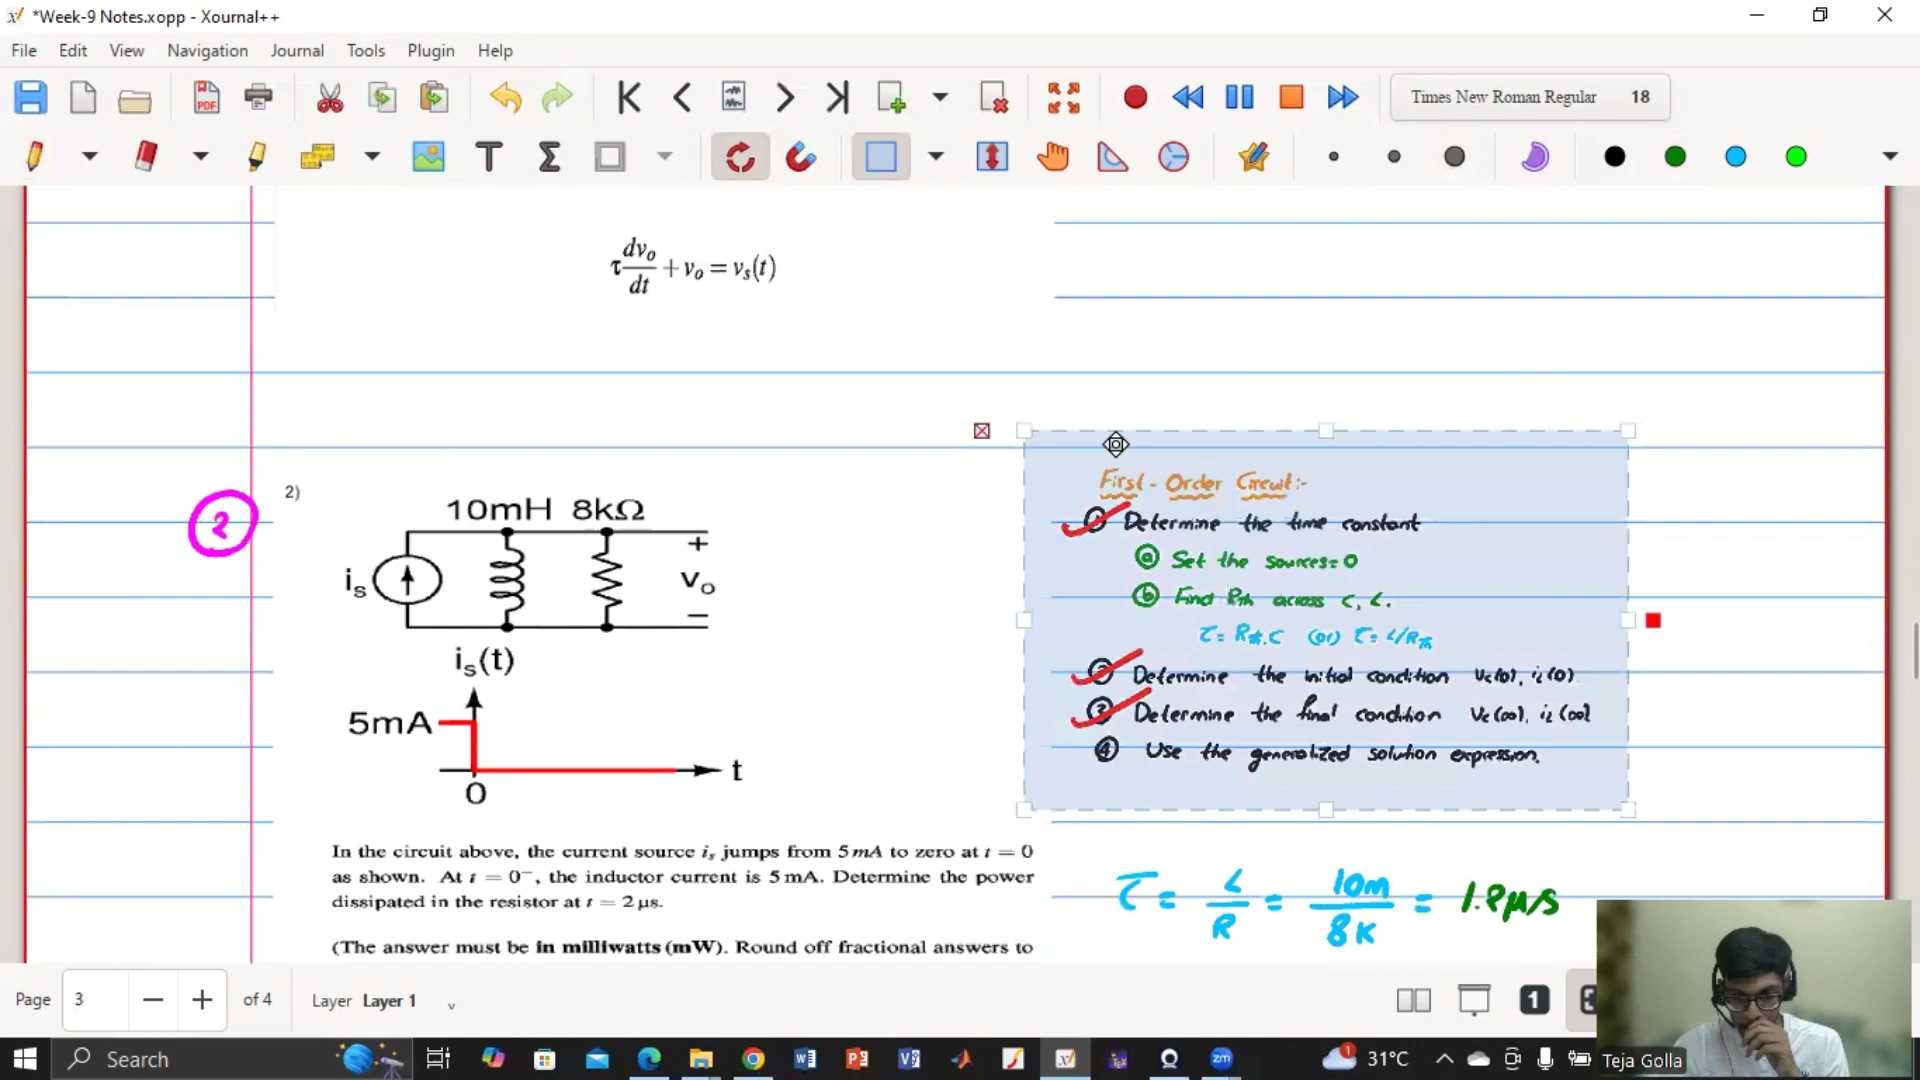 *Week-9 Notes.xopp - Xournal++
File Edit View Navigation Journal Tools Plugin Help
PDF
Times New Roman Regular 18
τ dvo/dt + vo = vs(t)
2
2)
10mH 8kΩ
is
+
vo
−
is(t)
5mA
t
0
In the circuit above, the current source is jumps from 5 mA to zero at t = 0
as shown. At t = 0⁻, the inductor current is 5 mA. Determine the power
dissipated in the resistor at t = 2 μs.
(The answer must be in milliwatts (mW). Round off fractional answers to
First - Order Circuit:-
① Determine the time constant
ⓐ Set the sources = 0
ⓑ Find Rth across C, L.
τ = Rth.C (or) τ = L/Rth
② Determine the initial condition Vc(0), iL(0)
③ Determine the final condition Vc(∞), iL(∞)
④ Use the generalized solution expression.
τ = L/R = 10m/8K = 1.2μs
Page 3 of 4 Layer Layer 1
1
Teja Golla
Search
31°C